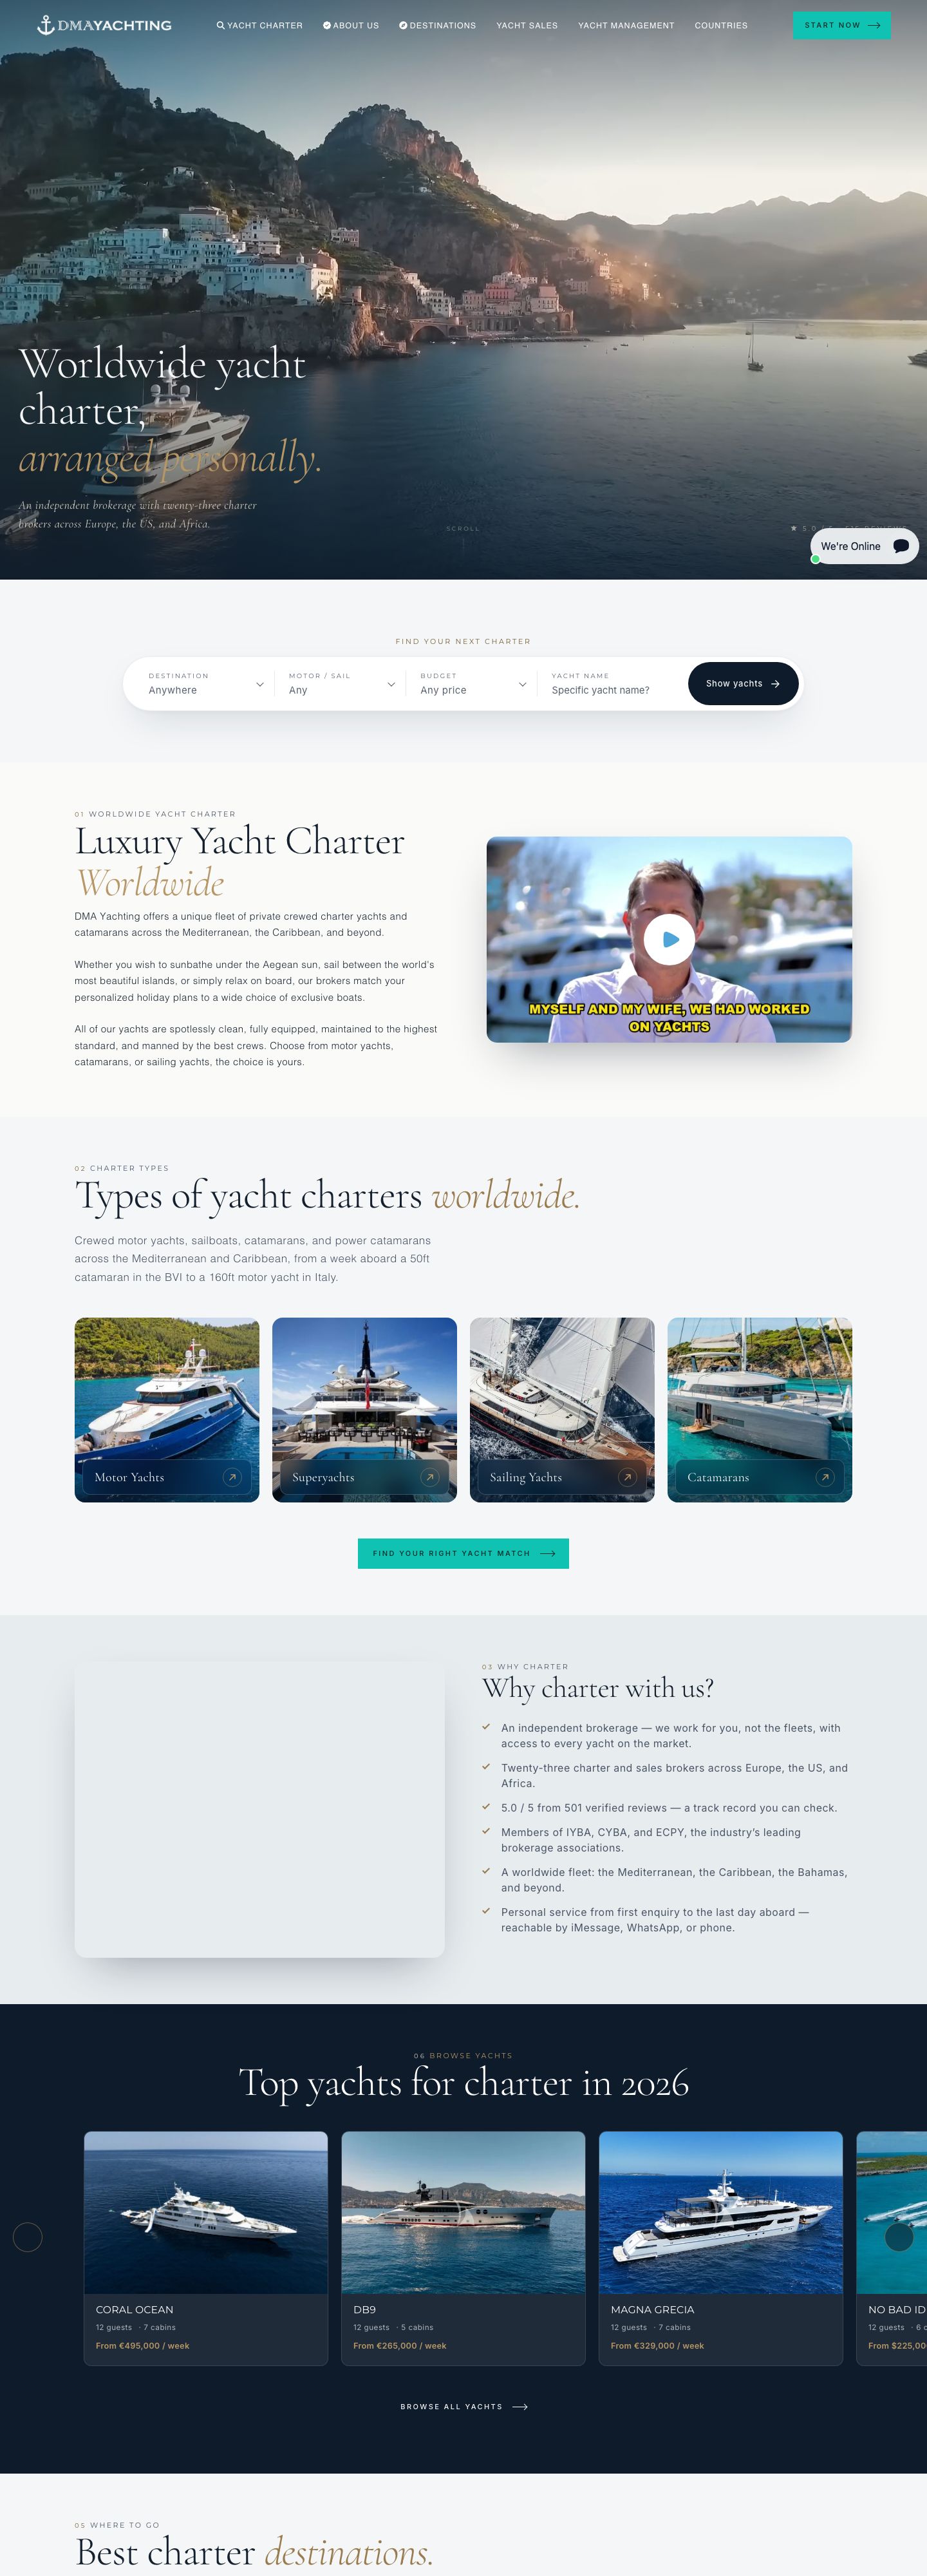 DMAYACHTING
YACHT CHARTER
ABOUT US
DESTINATIONS
YACHT SALES
YACHT MANAGEMENT
COUNTRIES
START NOW
Worldwide yacht
charter,
arranged personally.
An independent brokerage with twenty-three charter
brokers across Europe, the US, and Africa.
SCROLL
We're Online
FIND YOUR NEXT CHARTER
DESTINATION
Anywhere
MOTOR / SAIL
Any
BUDGET
Any price
YACHT NAME
Specific yacht name?
Show yachts
01 WORLDWIDE YACHT CHARTER
Luxury Yacht Charter
Worldwide
DMA Yachting offers a unique fleet of private crewed charter yachts and
catamarans across the Mediterranean, the Caribbean, and beyond.
Whether you wish to sunbathe under the Aegean sun, sail between the world's
most beautiful islands, or simply relax on board, our brokers match your
personalized holiday plans to a wide choice of exclusive boats.
All of our yachts are spotlessly clean, fully equipped, maintained to the highest
standard, and manned by the best crews. Choose from motor yachts,
catamarans, or sailing yachts, the choice is yours.
MYSELF AND MY WIFE, WE HAD WORKED
ON YACHTS
02 CHARTER TYPES
Types of yacht charters worldwide.
Crewed motor yachts, sailboats, catamarans, and power catamarans
across the Mediterranean and Caribbean, from a week aboard a 50ft
catamaran in the BVI to a 160ft motor yacht in Italy.
Motor Yachts
Superyachts
Sailing Yachts
Catamarans
FIND YOUR RIGHT YACHT MATCH
03 WHY CHARTER
Why charter with us?
An independent brokerage — we work for you, not the fleets, with
access to every yacht on the market.
Twenty-three charter and sales brokers across Europe, the US, and
Africa.
5.0 / 5 from 501 verified reviews — a track record you can check.
Members of IYBA, CYBA, and ECPY, the industry's leading
brokerage associations.
A worldwide fleet: the Mediterranean, the Caribbean, the Bahamas,
and beyond.
Personal service from first enquiry to the last day aboard —
reachable by iMessage, WhatsApp, or phone.
06 BROWSE YACHTS
Top yachts for charter in 2026
CORAL OCEAN
12 guests · 7 cabins
From €495,000 / week
DB9
12 guests · 5 cabins
From €265,000 / week
MAGNA GRECIA
12 guests · 7 cabins
From €329,000 / week
NO BAD ID
12 guests · 6 c
From $225,00
BROWSE ALL YACHTS
05 WHERE TO GO
Best charter destinations.